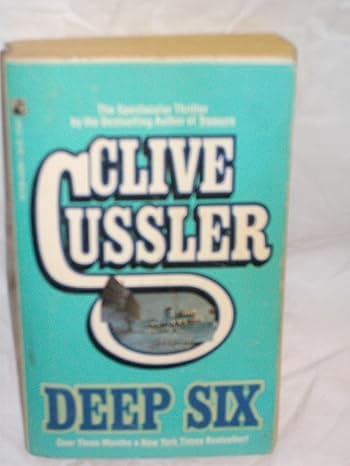 The Spectacular Thriller
by the Bestselling Author of Treasure
CLIVE
CUSSLER
DEEP SIX
Over Three Months a New York Times Bestseller!